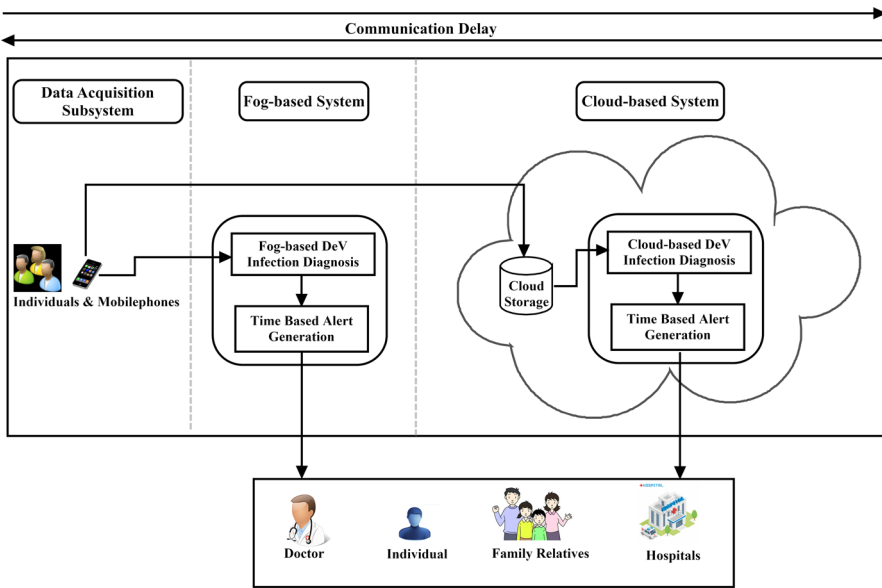 Communication Delay
Data Acquisition
Subsystem
Fog-based System
Cloud-based System
Fog-based DeV
Infection Diagnosis
Cloud-based DeV
Infection Diagnosis
Cloud
Storage
Individuals & Mobilephones
Time Based Alert
Generation
Time Based Alert
Generation
HOSPITAL
Doctor
Individual
Family Relatives
Hospitals